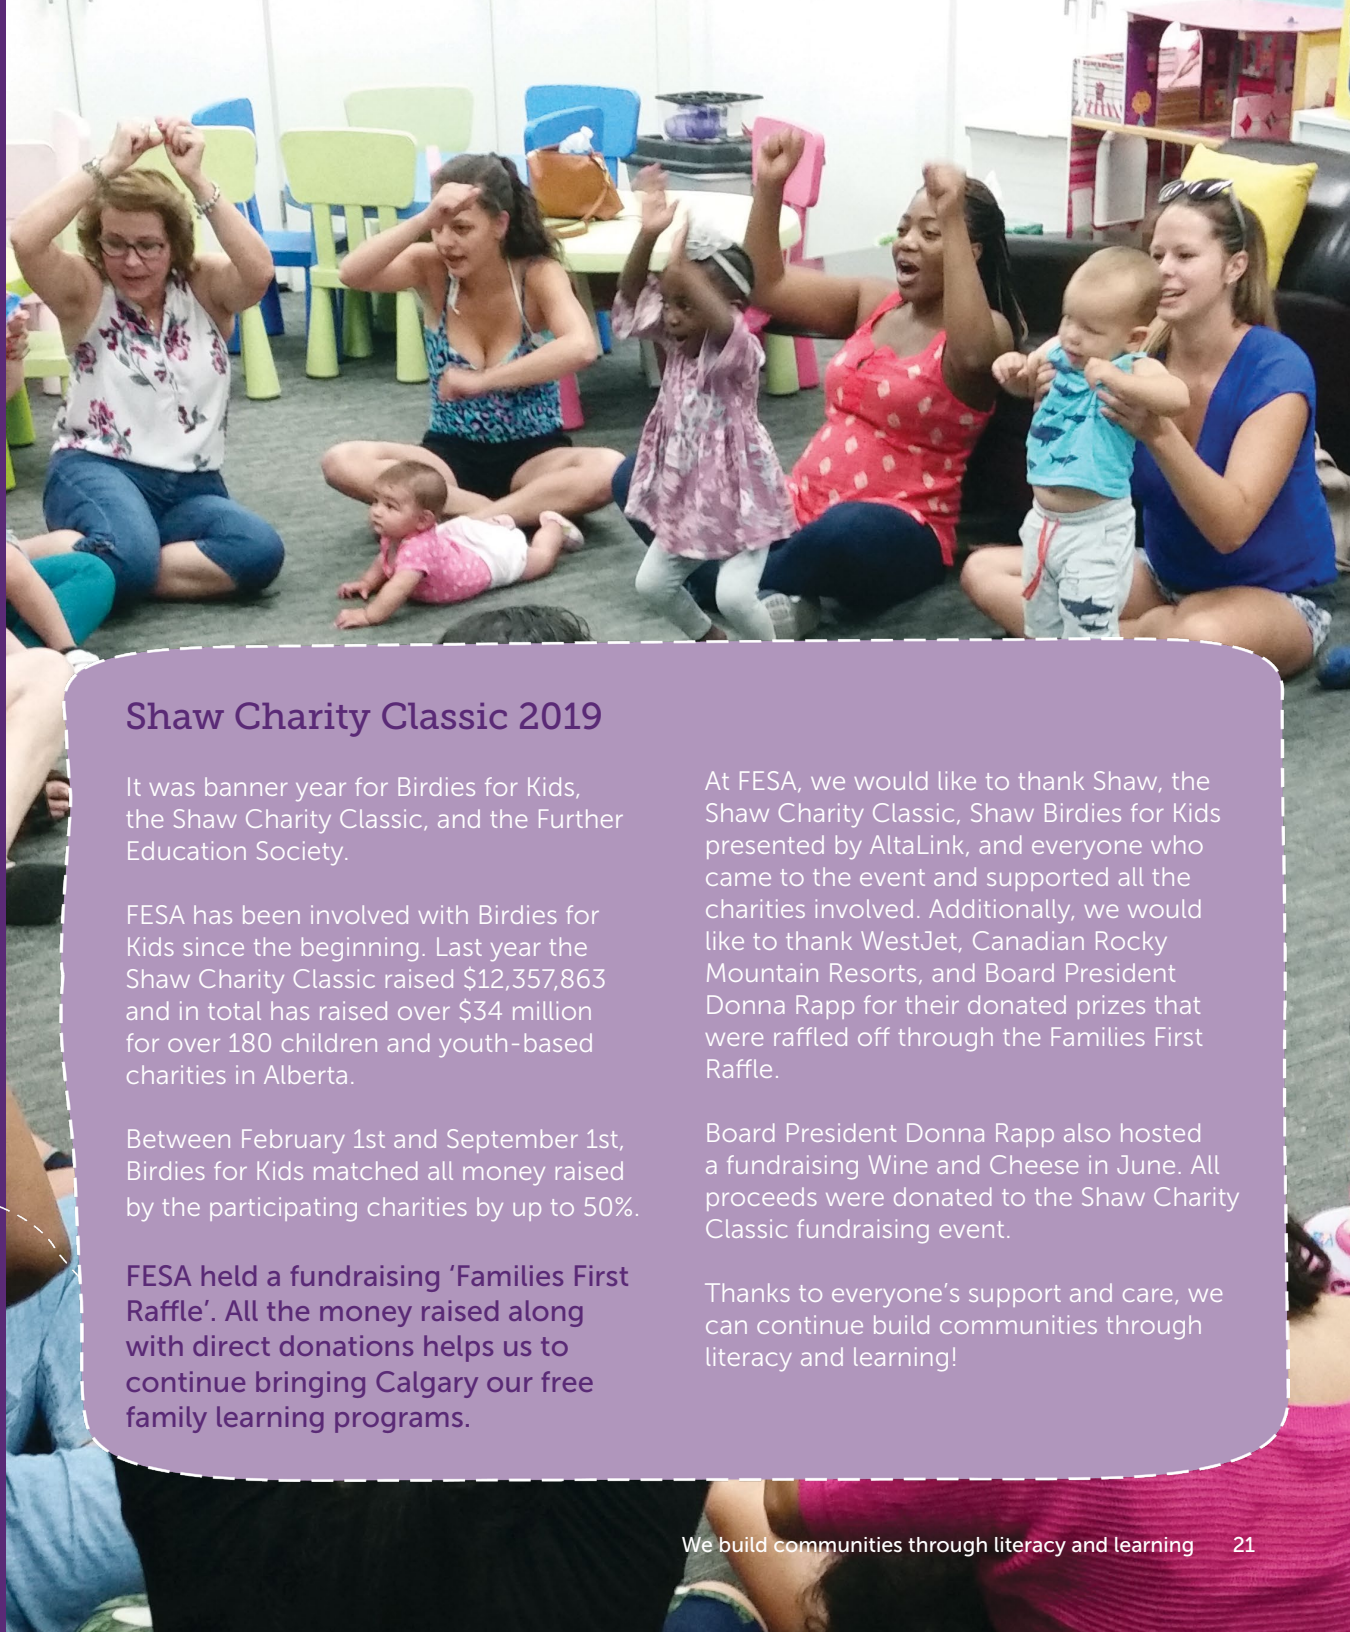 Shaw Charity Classic 2019
It was banner year for Birdies for Kids,
the Shaw Charity Classic, and the Further
Education Society.
FESA has been involved with Birdies for
Kids since the beginning. Last year the
Shaw Charity Classic raised $12,357,863
and in total has raised over $34 million
for over 180 children and youth-based
charities in Alberta.
Between February 1st and September 1st,
Birdies for Kids matched all money raised
by the participating charities by up to 50%.
FESA held a fundraising ‘Families First
Raffle’. All the money raised along
with direct donations helps us to
continue bringing Calgary our free
family learning programs.
At FESA, we would like to thank Shaw, the
Shaw Charity Classic, Shaw Birdies for Kids
presented by AltaLink, and everyone who
came to the event and supported all the
charities involved. Additionally, we would
like to thank WestJet, Canadian Rocky
Mountain Resorts, and Board President
Donna Rapp for their donated prizes that
were raffled off through the Families First
Raffle.
Board President Donna Rapp also hosted
a fundraising Wine and Cheese in June. All
proceeds were donated to the Shaw Charity
Classic fundraising event.
Thanks to everyone’s support and care, we
can continue build communities through
literacy and learning!
We build communities through literacy and learning 21